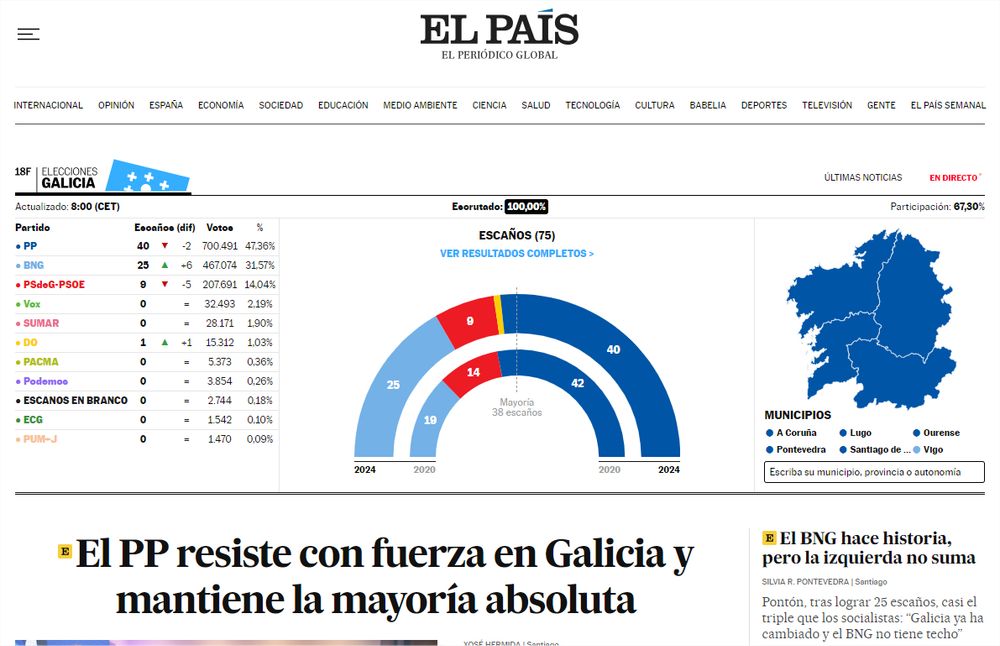 EL PAÍS
EL PERIÓDICO GLOBAL
INTERNACIONAL OPINIÓN ESPAÑA ECONOMÍA SOCIEDAD EDUCACIÓN MEDIO AMBIENTE CIENCIA SALUD TECNOLOGÍA CULTURA BABELIA DEPORTES TELEVISIÓN GENTE EL PAÍS SEMANAL
18F ELECCIONES
GALICIA
ÚLTIMAS NOTICIAS EN DIRECTO
Actualizado: 8:00 (CET) Escrutado: 100,00% Participación: 67,30%
Partido Escaños (dif) Votos %
PP 40 -2 700.491 47,36%
BNG 25 +6 467.074 31,57%
PSdeG-PSOE 9 -5 207.691 14,04%
Vox 0 = 32.493 2,19%
SUMAR 0 = 28.171 1,90%
DO 1 +1 15.312 1,03%
PACMA 0 = 5.373 0,36%
Podemos 0 = 3.854 0,26%
ESCANOS EN BRANCO 0 = 2.744 0,18%
ECG 0 = 1.542 0,10%
PUM+J 0 = 1.470 0,09%
ESCAÑOS (75)
VER RESULTADOS COMPLETOS >
9
40
25
14
42
19
Mayoría
38 escaños
2024 2020 2020 2024
MUNICIPIOS
A Coruña Lugo Ourense
Pontevedra Santiago de ... Vigo
Escriba su municipio, provincia o autonomía
E El PP resiste con fuerza en Galicia y
mantiene la mayoría absoluta
E El BNG hace historia,
pero la izquierda no suma
SILVIA R. PONTEVEDRA | Santiago
Pontón, tras lograr 25 escaños, casi el
triple que los socialistas: “Galicia ya ha
cambiado y el BNG no tiene techo”
XOSÉ HERMIDA | Santiago